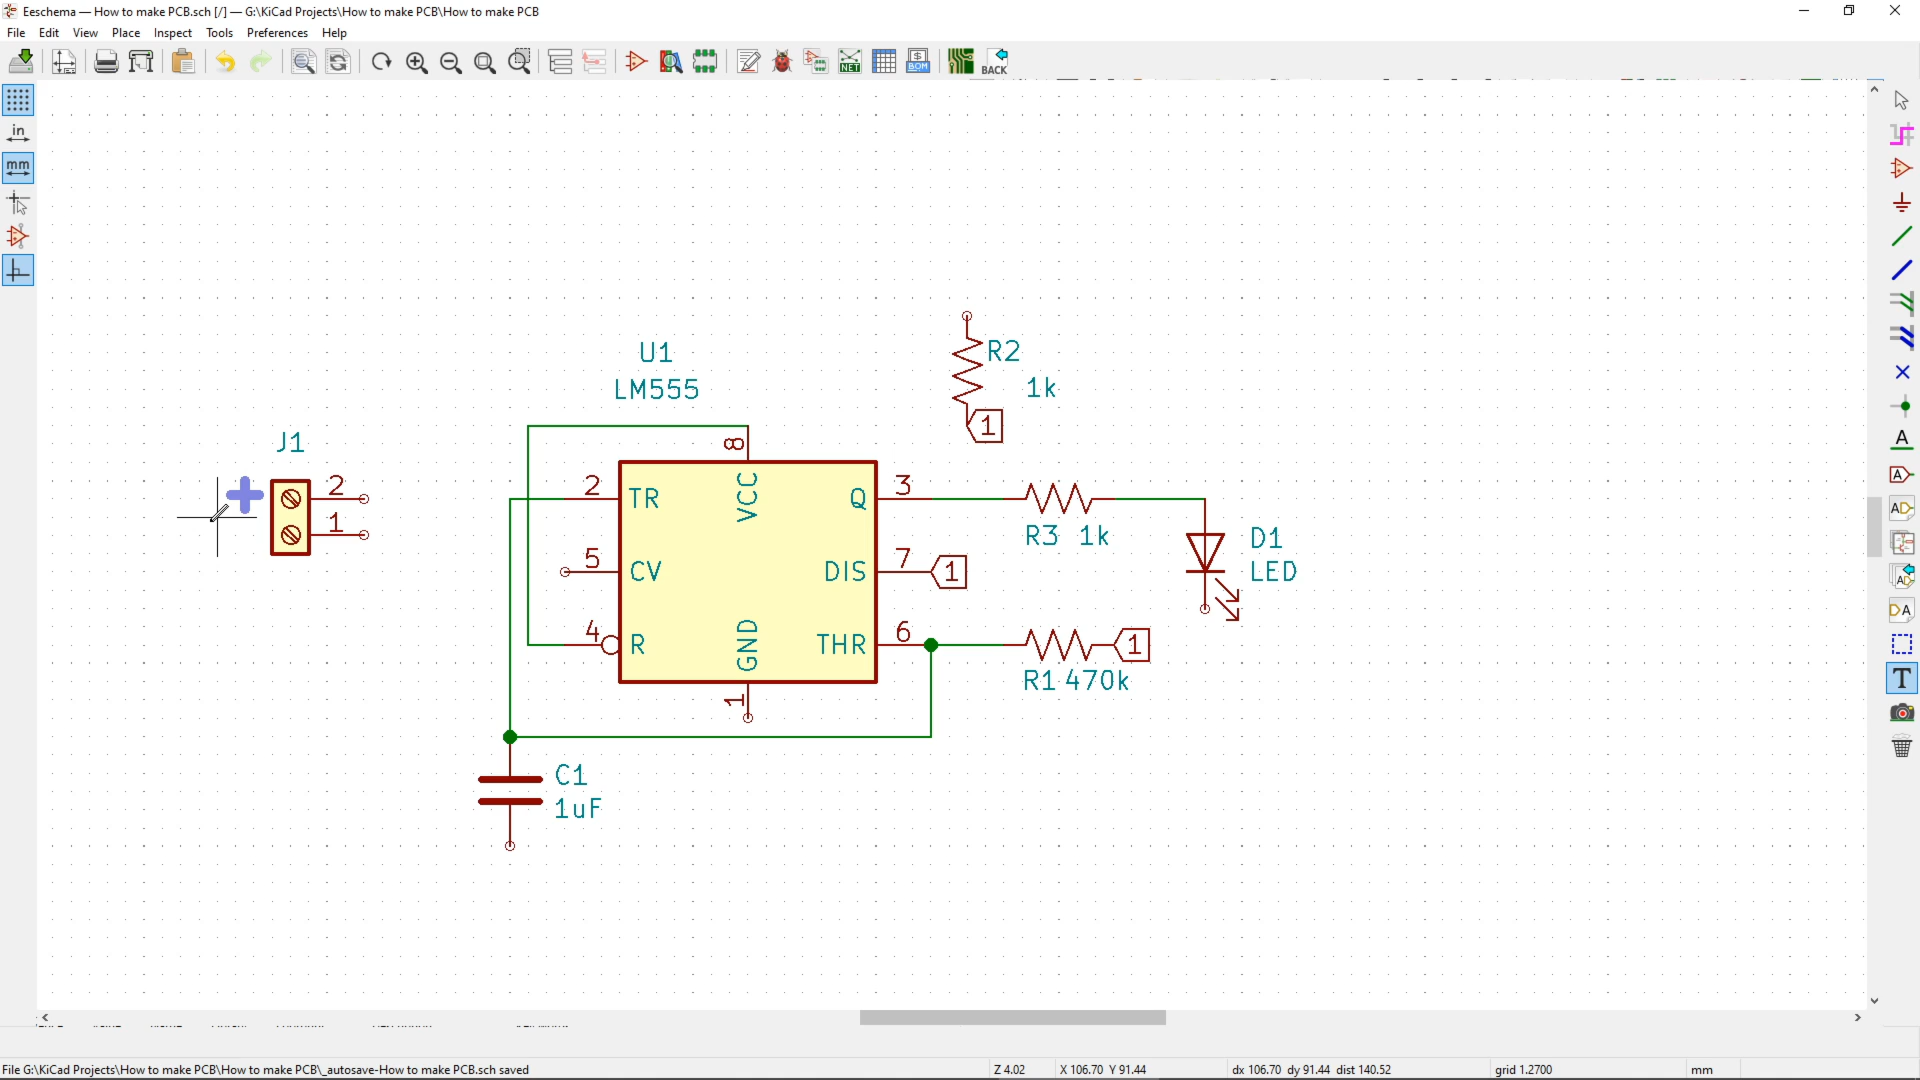 Eeschema — How to make PCB.sch [/] — G:\KiCad Projects\How to make PCB\How to make PCB
File Edit View Place Inspect Tools Preferences Help
NET
BOM
BACK
in
mm
R2
1k
1
U1
LM555
J1
2
1
8
2
TR
VCC
Q
3
R3 1k
D1
LED
5
CV
DIS
7
1
4
R
GND
THR
6
1
R1 470k
1
C1
1uF
A
A
AD
AD
DA
T
File G:\KiCad Projects\How to make PCB\How to make PCB\_autosave-How to make PCB.sch saved
Z 4.02
X 106.70 Y 91.44
dx 106.70 dy 91.44 dist 140.52
grid 1.2700
mm